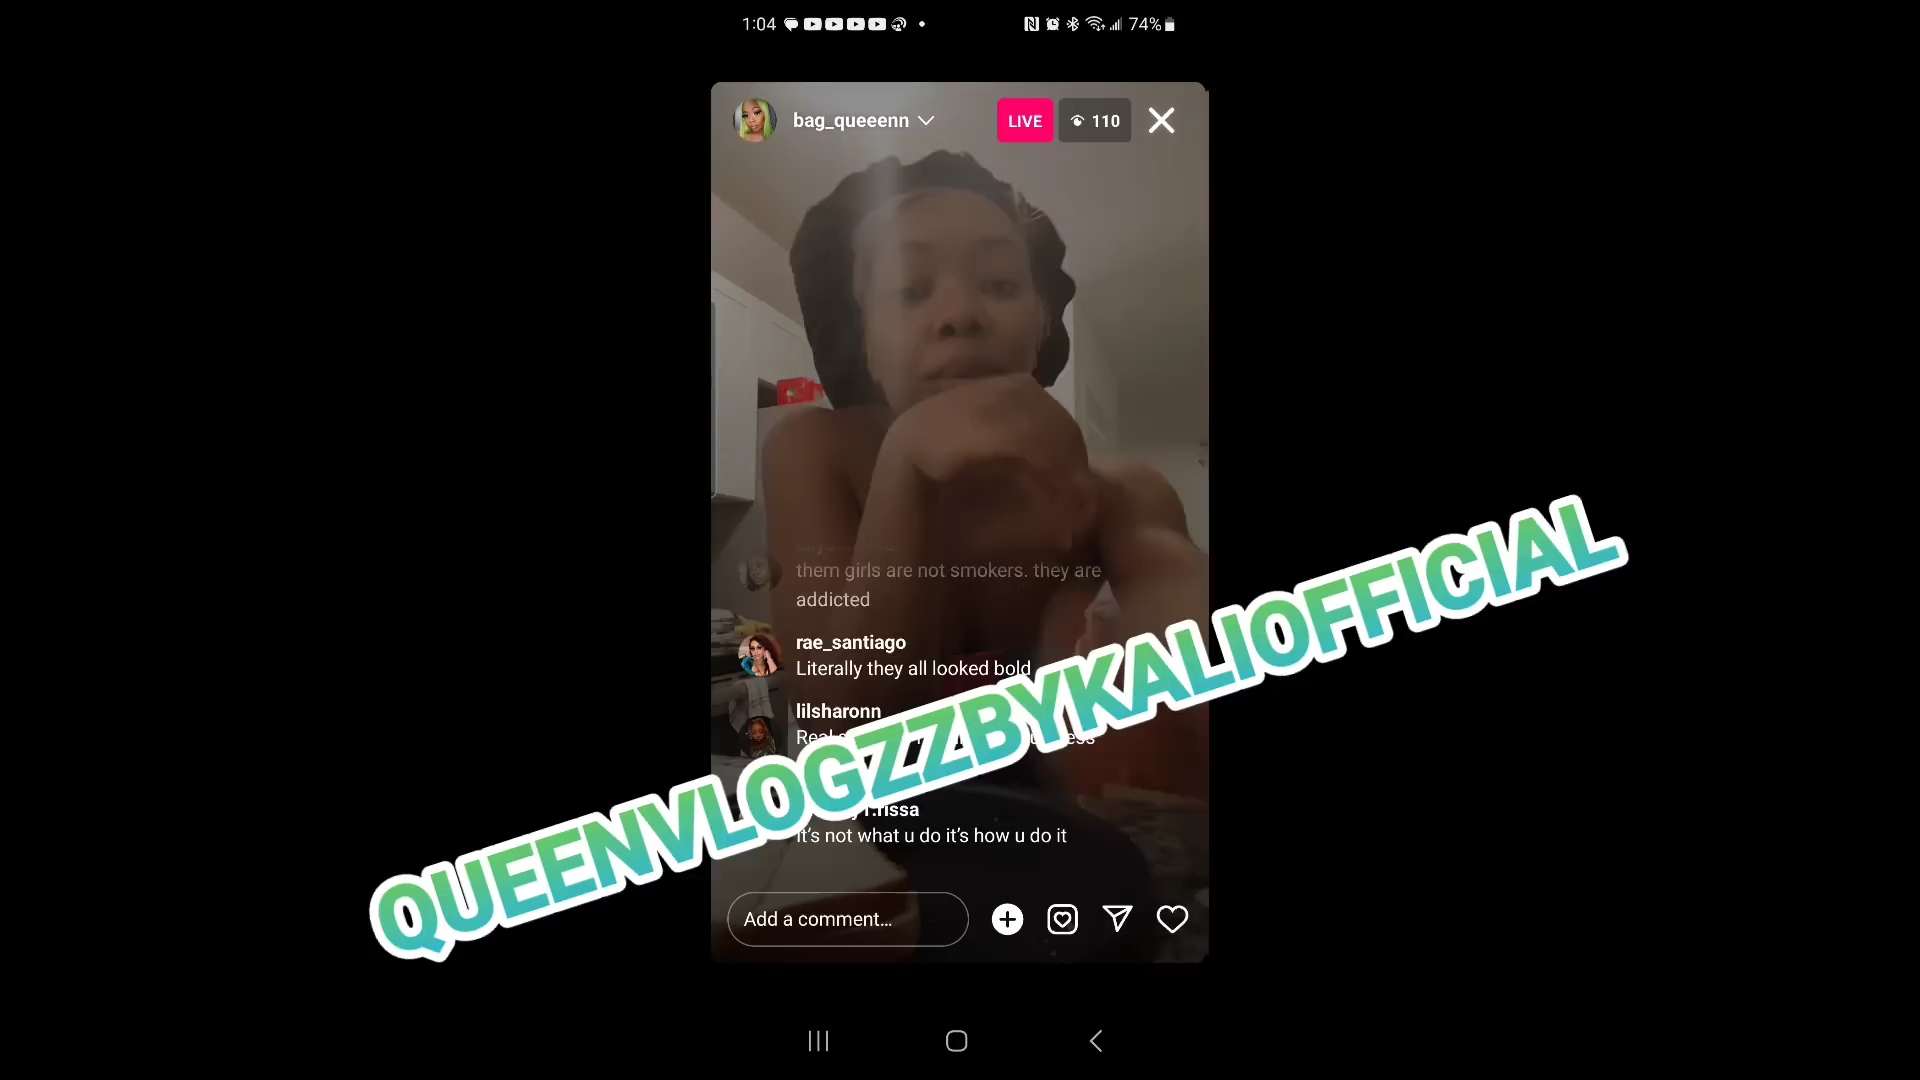 1:04
74%
bag_queeenn
LIVE
110
them girls are not smokers. they are
addicted
rae_santiago
Literally they all looked bold
lilsharonn
QUEENVLOGZZBYKALIOFFICIAL
It's not what u do it's how u do it
Add a comment...